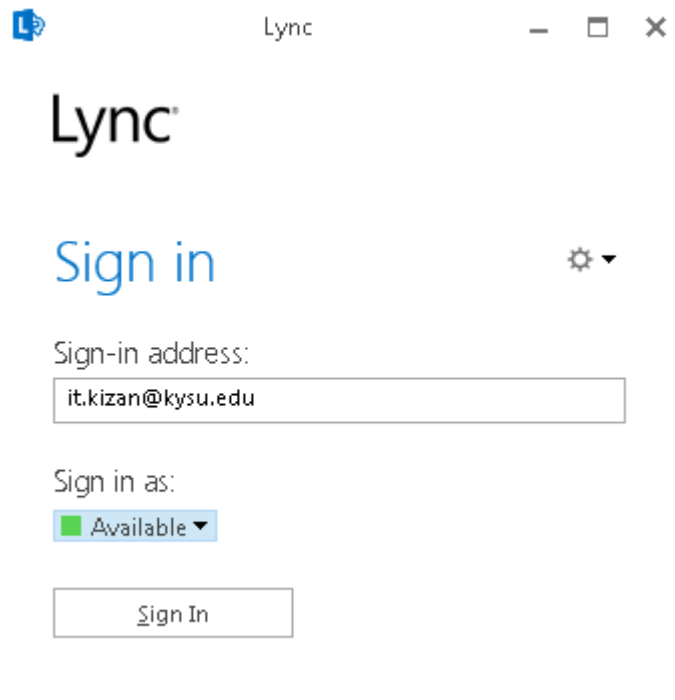 Lync
Lync
Sign in
Sign-in address:
it.kizan@kysu.edu
Sign in as:
Available
Sign In